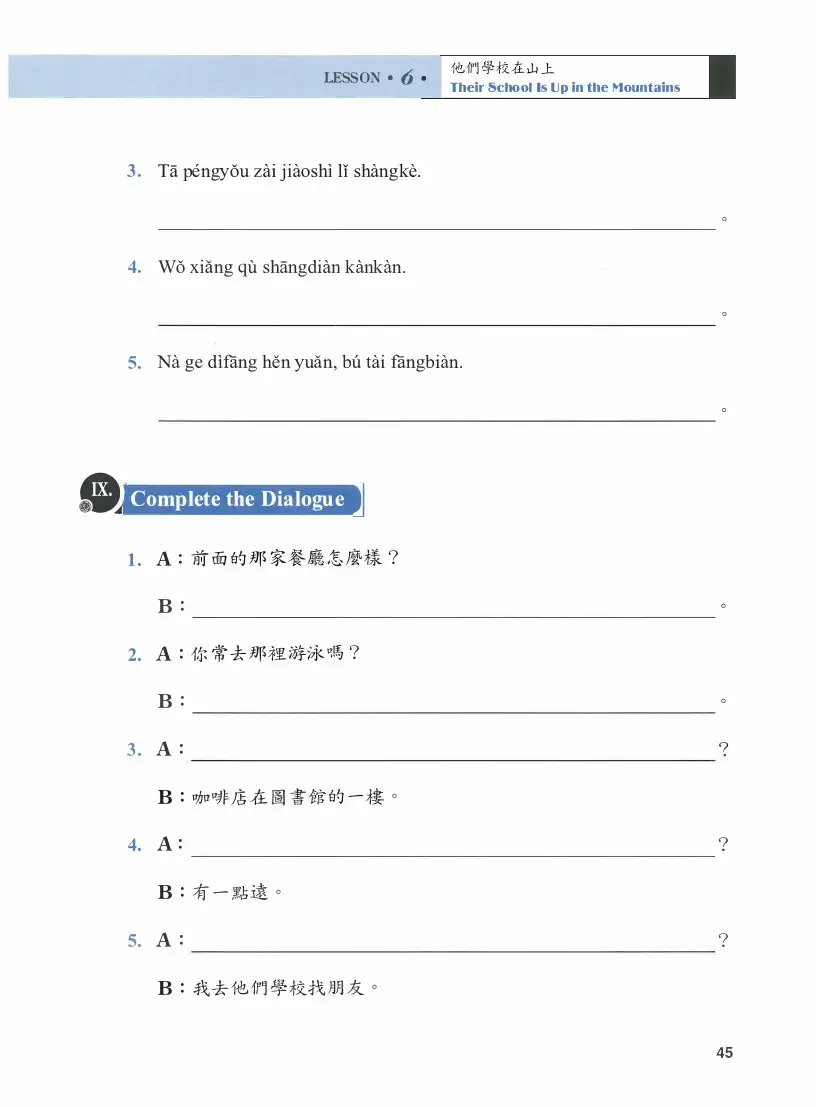 LESSON • 6 •
他們學校在山上
Their School Is Up in the Mountains
3. Tā péngyǒu zài jiàoshì lǐ shàngkè.
。
4. Wǒ xiǎng qù shāngdiàn kànkàn.
。
5. Nà ge dìfāng hěn yuǎn, bú tài fāngbiàn.
。
IX. Complete the Dialogue
1. A：前面的那家餐廳怎麼樣？
B：。
2. A：你常去那裡游泳嗎？
B：。
3. A：？
B：咖啡店在圖書館的一樓。
4. A：？
B：有一點遠。
5. A：？
B：我去他們學校找朋友。
45